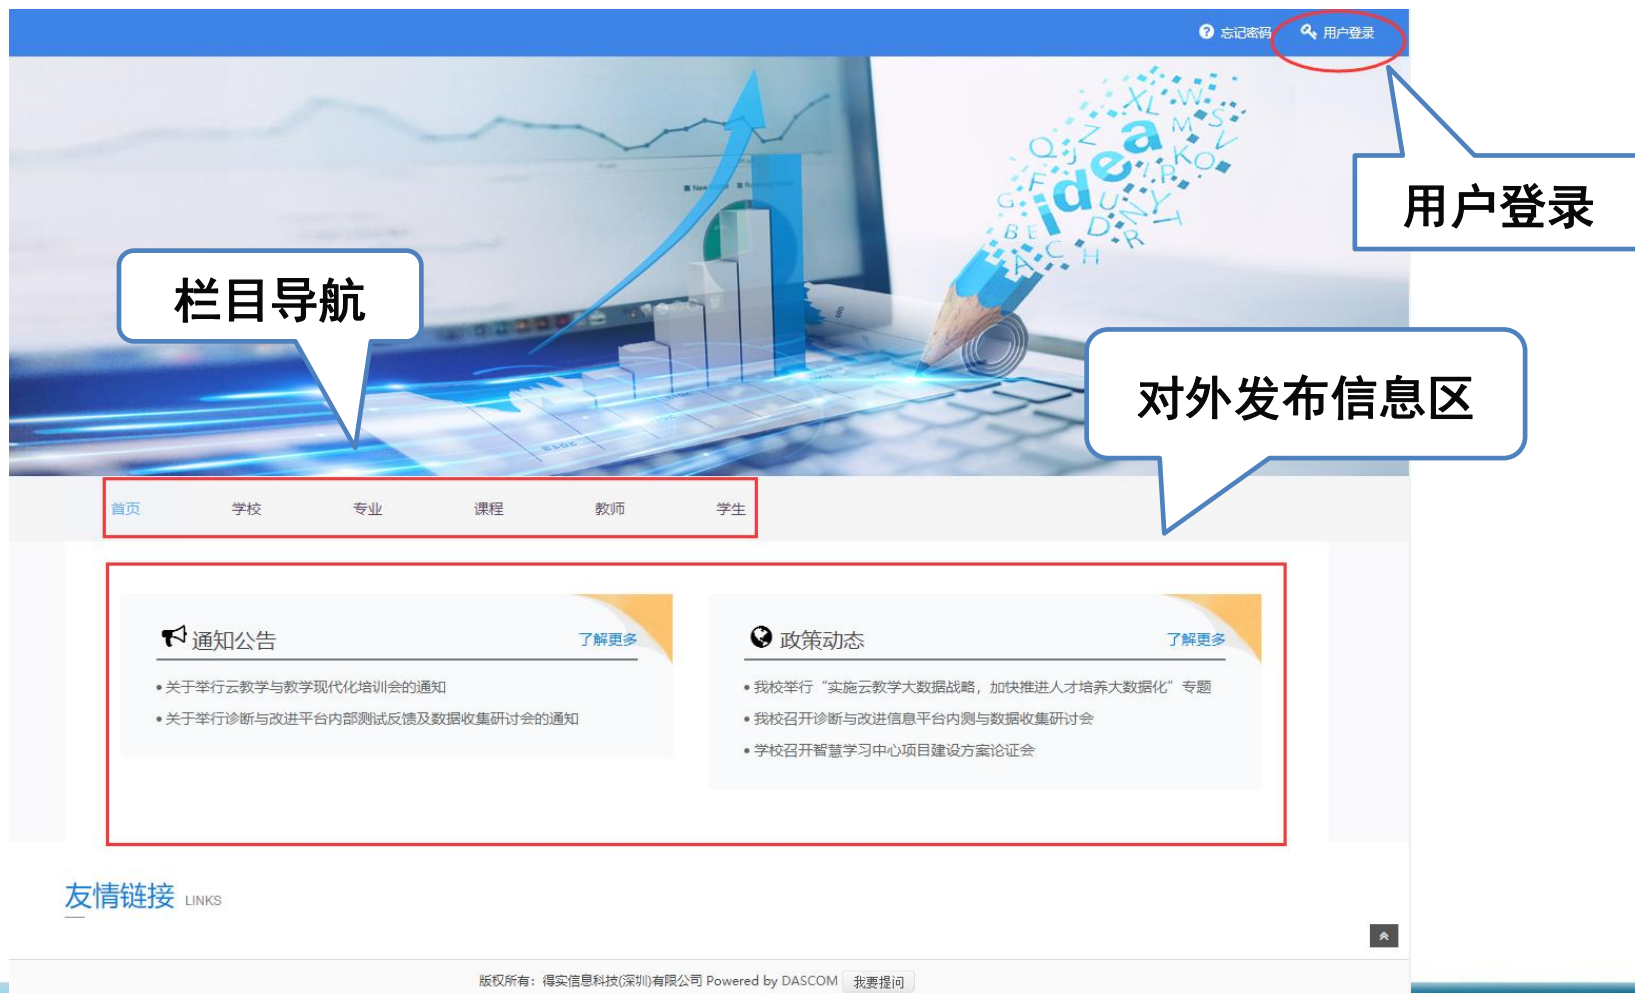 忘记密码 用户登录
用户登录
idea
栏目导航
对外发布信息区
首页 学校 专业 课程 教师 学生
通知公告 了解更多
•关于举行云教学与教学现代化培训会的通知
•关于举行诊断与改进平台内部测试反馈及数据收集研讨会的通知
政策动态 了解更多
•我校举行“实施云教学大数据战略，加快推进人才培养大数据化”专题
•我校召开诊断与改进信息平台内测与数据收集研讨会
•学校召开智慧学习中心项目建设方案论证会
友情链接 LINKS
版权所有：得实信息科技(深圳)有限公司 Powered by DASCOM 我要提问